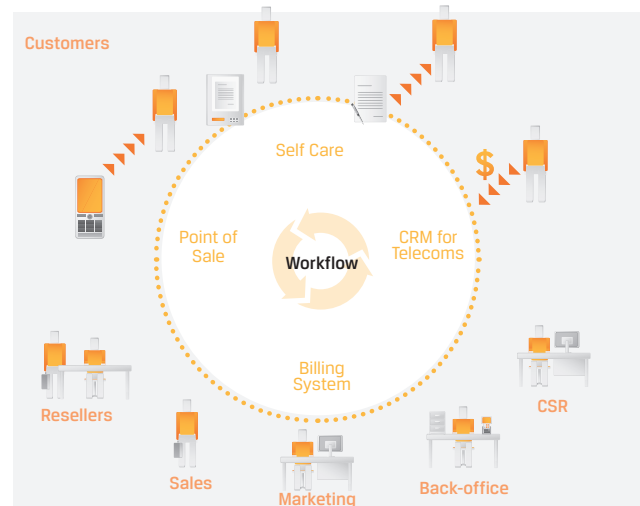 Customers
Self Care
$
Point of
Sale
Workflow
CRM for
Telecoms
Billing
System
Resellers
CSR
Sales
Marketing
Back-office